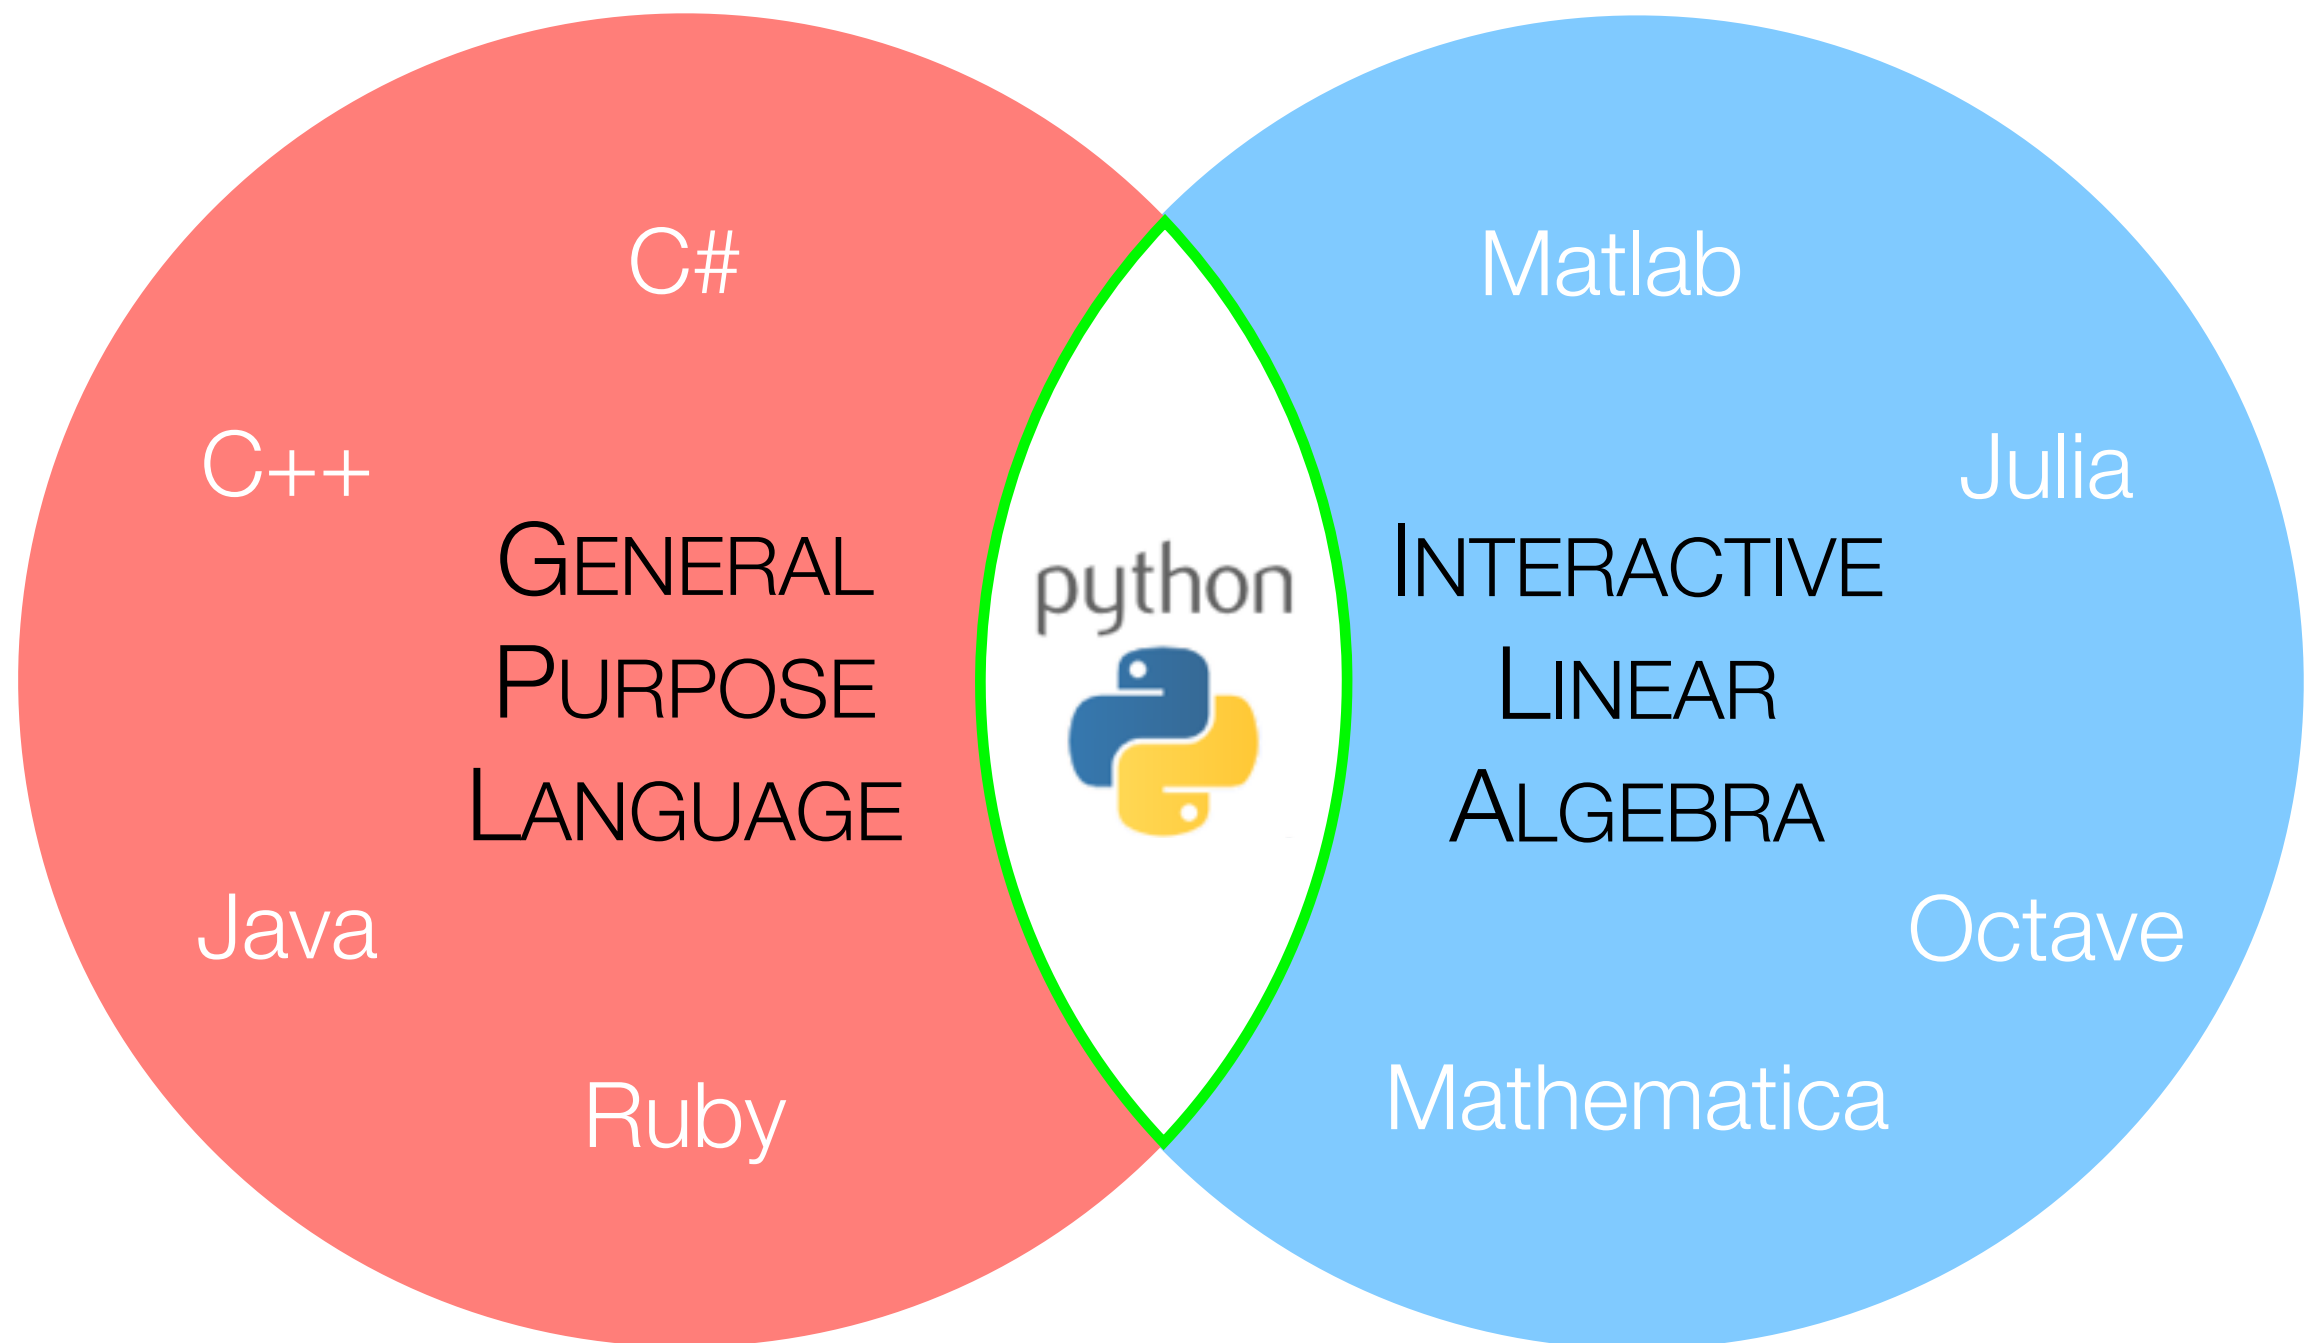 C#
C++
GENERAL
PURPOSE
LANGUAGE
Java
Ruby
python
Matlab
Julia
INTERACTIVE
LINEAR
ALGEBRA
Octave
Mathematica